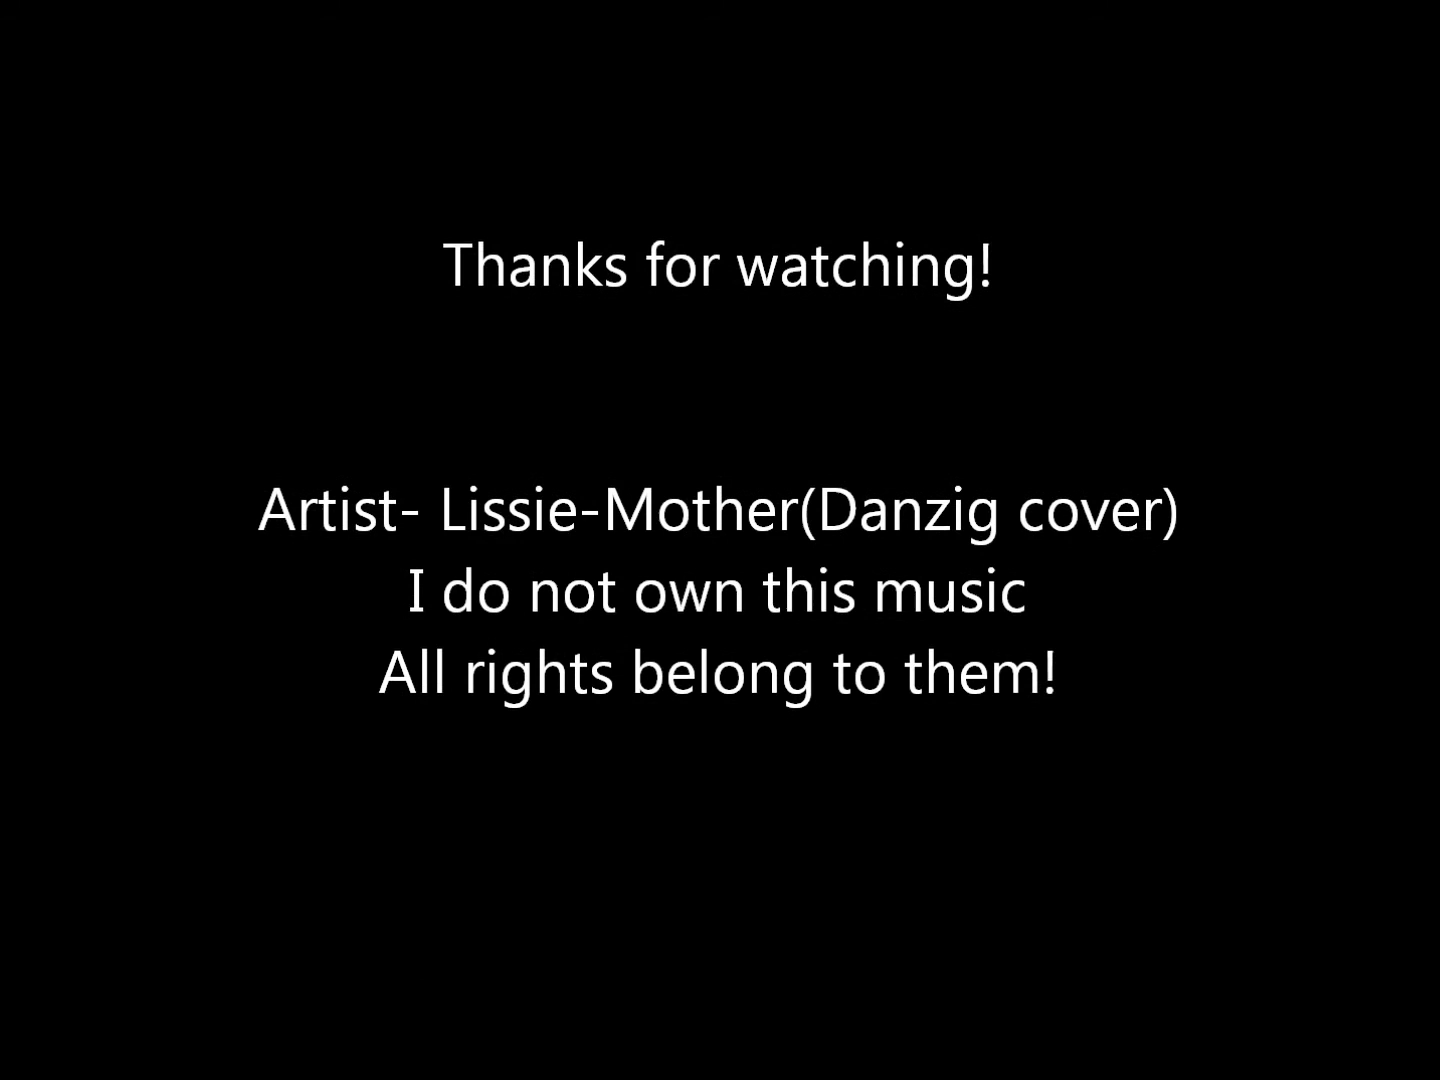 Thanks for watching!
Artist- Lissie-Mother(Danzig cover)
I do not own this music
All rights belong to them!